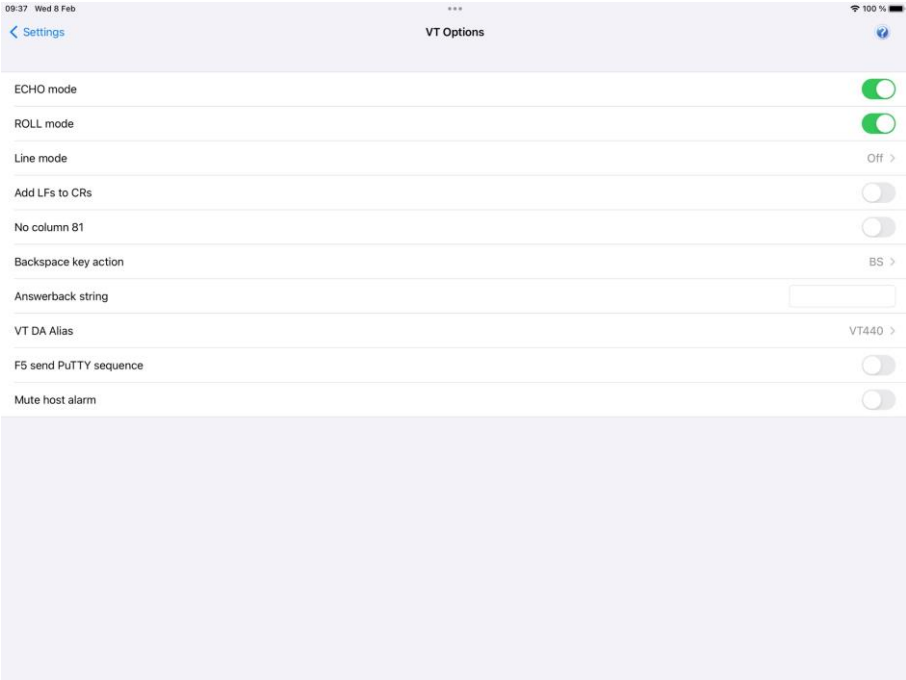 09:37 Wed 8 Feb
100 %
Settings
VT Options
ECHO mode
ROLL mode
Line mode Off
Add LFs to CRs
No column 81
Backspace key action BS
Answerback string
VT DA Alias VT440
F5 send PuTTY sequence
Mute host alarm